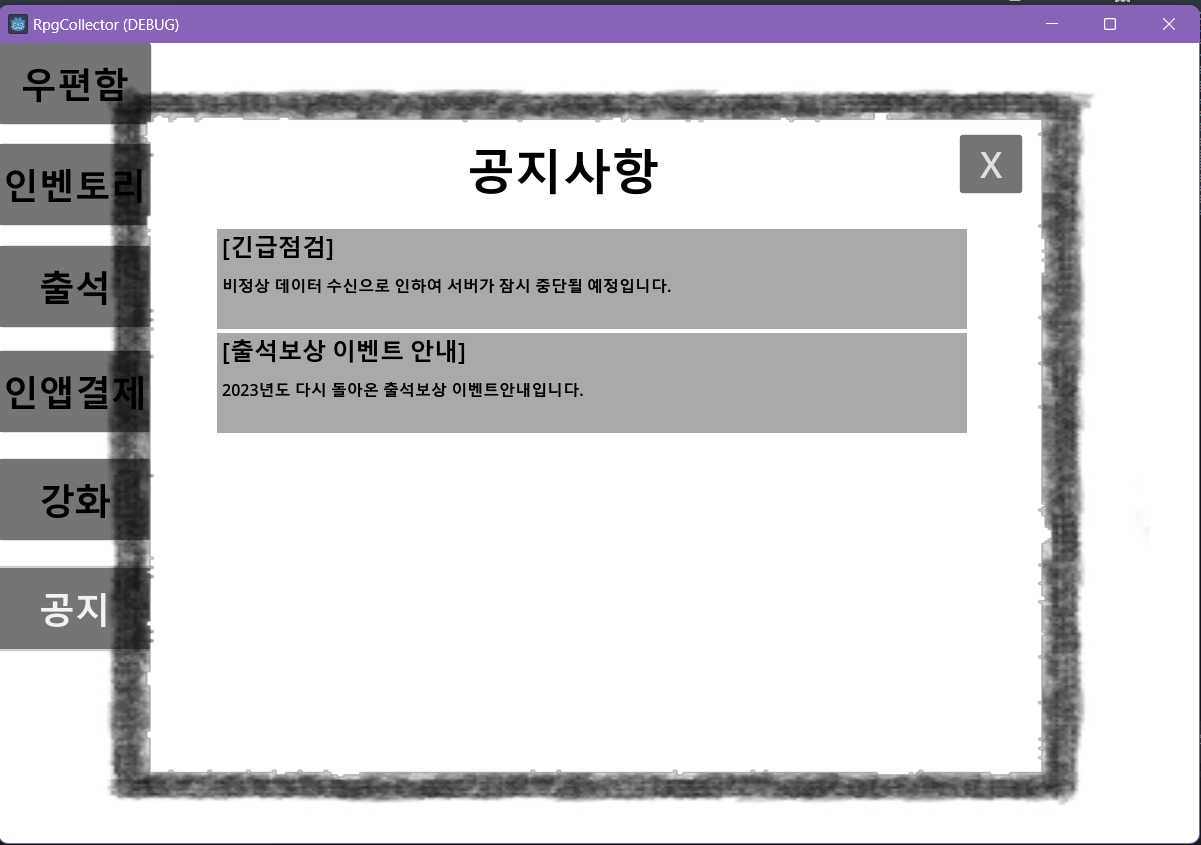 RpgCollector (DEBUG)
우편함
인벤토리
출석
인앱결제
강화
공지
공지사항
X
[긴급점검]
비정상 데이터 수신으로 인하여 서버가 잠시 중단될 예정입니다.
[출석보상 이벤트 안내]
2023년도 다시 돌아온 출석보상 이벤트안내입니다.